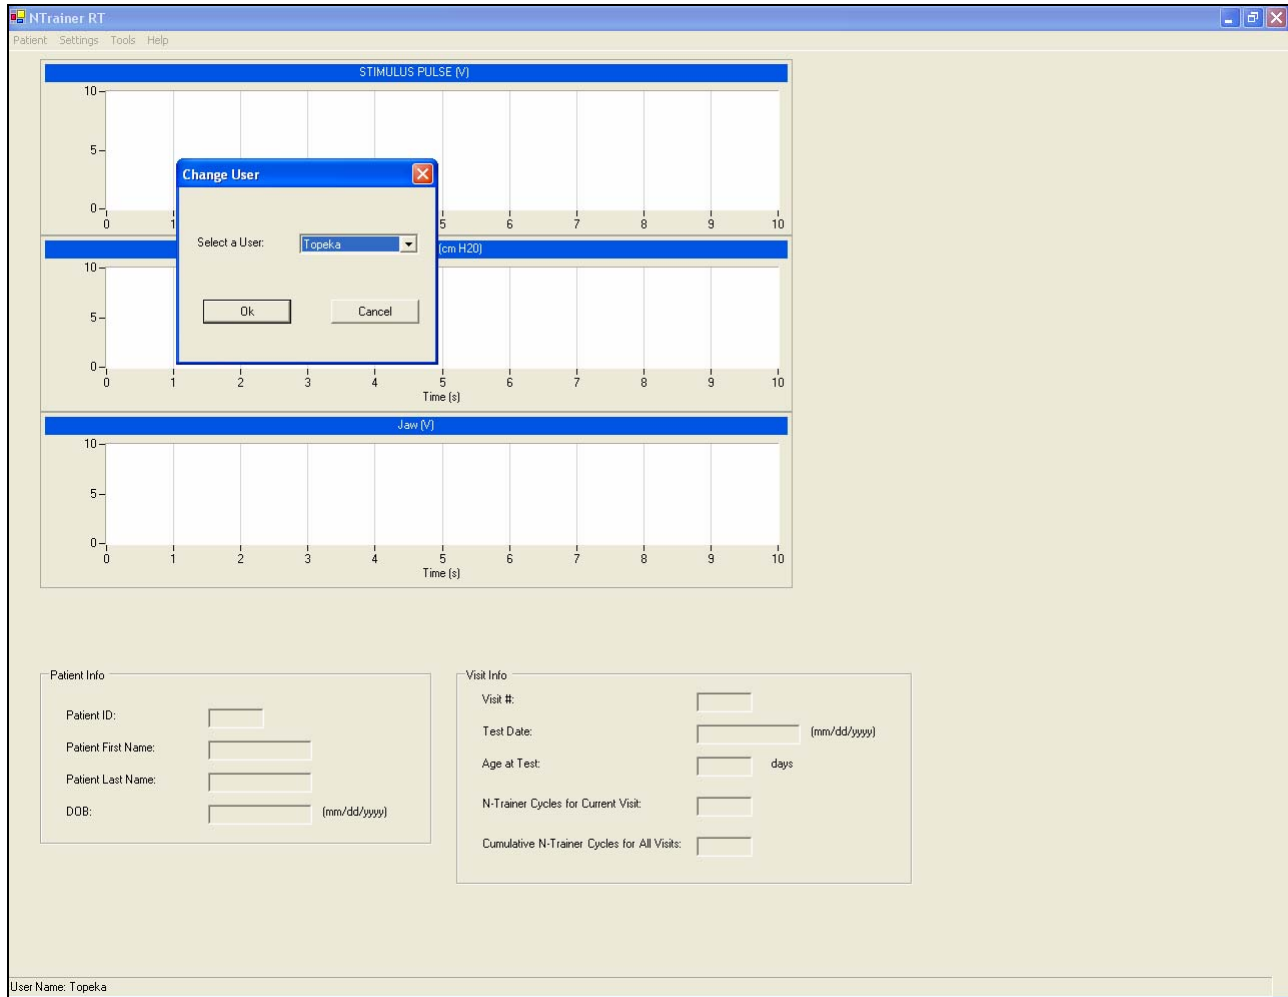 NTrainer RT
Patient Settings Tools Help
STIMULUS PULSE (V)
10
5
0
0 1 5 6 7 8 9 10
Change User
Select a User: Topeka
Ok Cancel
(cm H20)
10
5
0
0 1 2 3 4 5 6 7 8 9 10
Time (s)
Jaw (V)
10
5
0
0 1 2 3 4 5 6 7 8 9 10
Time (s)
Patient Info
Patient ID:
Patient First Name:
Patient Last Name:
DOB: (mm/dd/yyyy)
Visit Info
Visit #:
Test Date: (mm/dd/yyyy)
Age at Test: days
N-Trainer Cycles for Current Visit:
Cumulative N-Trainer Cycles for All Visits:
User Name: Topeka